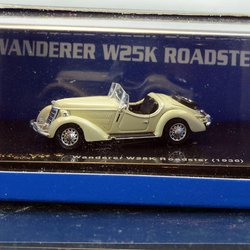 WANDERER W25K ROADSTE
Wanderer W25K Roadster (1936)